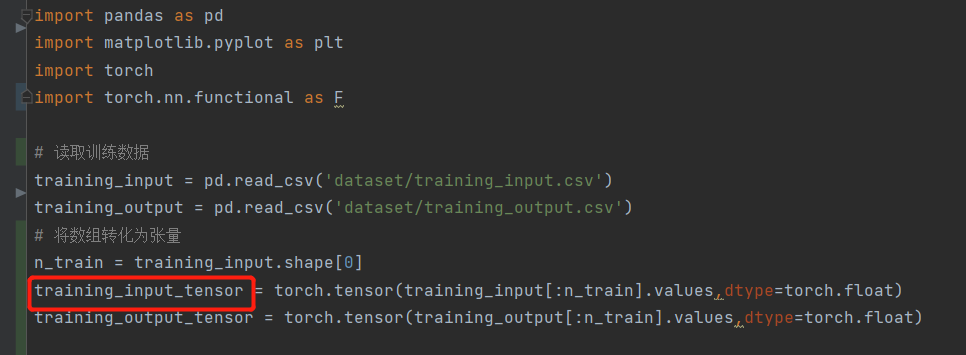 import pandas as pd
import matplotlib.pyplot as plt
import torch
import torch.nn.functional as F
# 读取训练数据
training_input = pd.read_csv('dataset/training_input.csv')
training_output = pd.read_csv('dataset/training_output.csv')
# 将数组转化为张量
n_train = training_input.shape[0]
training_input_tensor = torch.tensor(training_input[:n_train].values,dtype=torch.float)
training_output_tensor = torch.tensor(training_output[:n_train].values,dtype=torch.float)